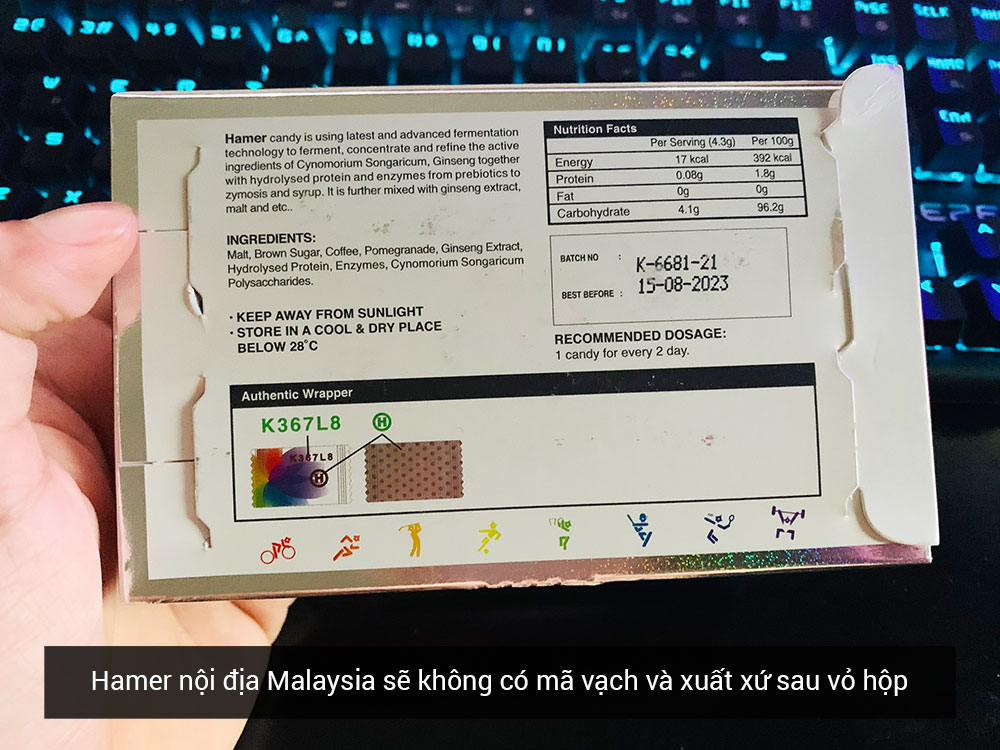 Hamer candy is using latest and advanced fermentation
technology to ferment, concentrate and refine the active
ingredients of Cynomorium Songaricum, Ginseng together
with hydrolysed protein and enzymes from prebiotics to
zymosis and syrup. It is further mixed with ginseng extract,
malt and etc..
INGREDIENTS:
Malt, Brown Sugar, Coffee, Pomegranade, Ginseng Extract,
Hydrolysed Protein, Enzymes, Cynomorium Songaricum
Polysaccharides.
· KEEP AWAY FROM SUNLIGHT
· STORE IN A COOL & DRY PLACE
BELOW 28°C
Nutrition Facts
Per Serving (4.3g) Per 100g
Energy 17 kcal 392 kcal
Protein 0.08g 1.8g
Fat 0g 0g
Carbohydrate 4.1g 96.2g
BATCH NO : K-6681-21
BEST BEFORE : 15-08-2023
RECOMMENDED DOSAGE:
1 candy for every 2 day.
Authentic Wrapper
K367L8 H
K367L8
H
Hamer nội địa Malaysia sẽ không có mã vạch và xuất xứ sau vỏ hộp